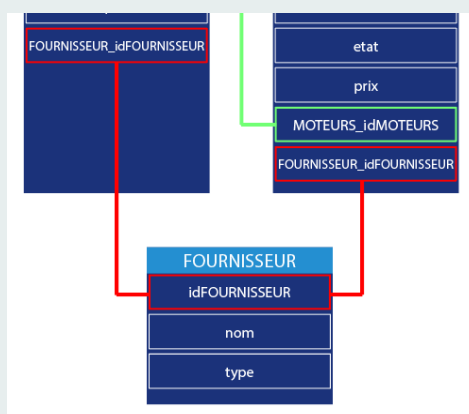 FOURNISSEUR_idFOURNISSEUR
etat
prix
MOTEURS_idMOTEURS
FOURNISSEUR_idFOURNISSEUR
FOURNISSEUR
idFOURNISSEUR
nom
type